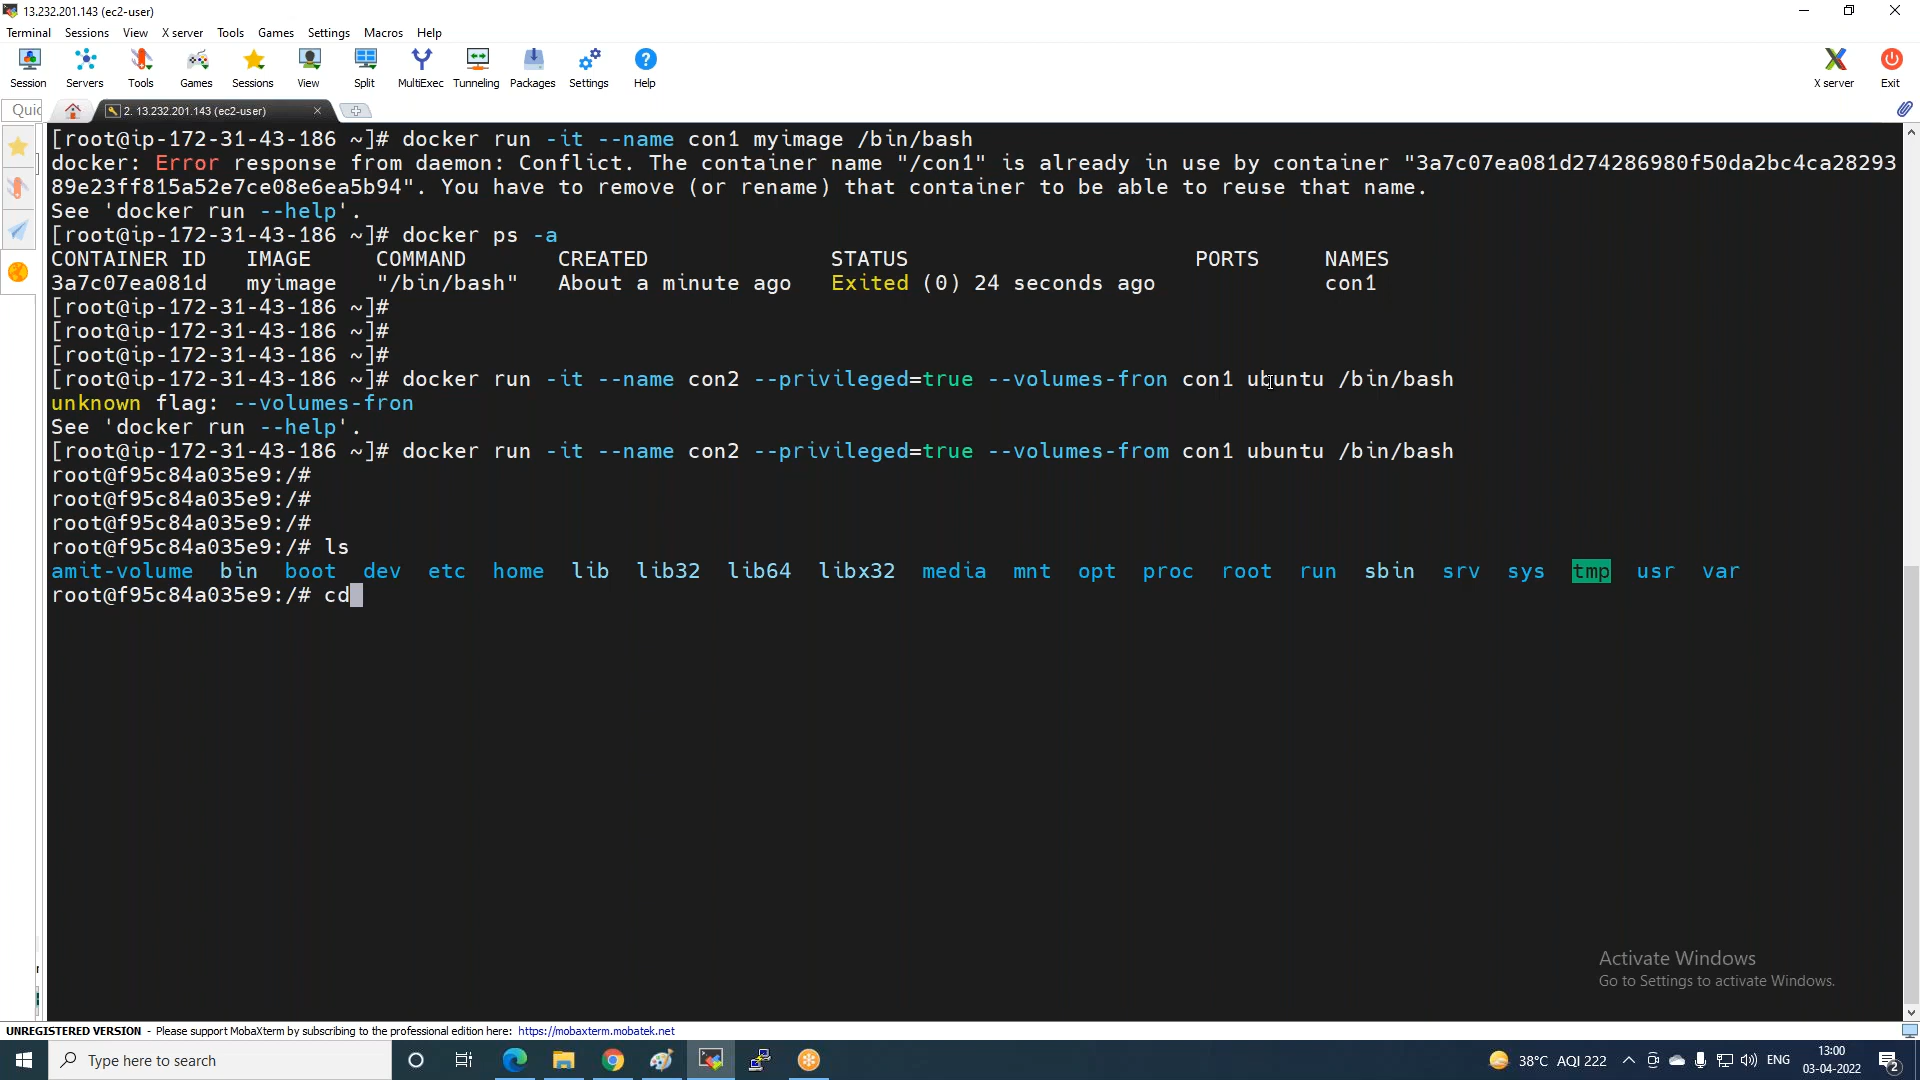 13.232.201.143 (ec2-user)
Terminal Sessions View X server Tools Games Settings Macros Help
Session Servers Tools Games Sessions View Split MultiExec Tunneling Packages Settings Help X server Exit
Quic 2. 13.232.201.143 (ec2-user)
[root@ip-172-31-43-186 ~]# docker run -it --name con1 myimage /bin/bash
docker: Error response from daemon: Conflict. The container name "/con1" is already in use by container "3a7c07ea081d274286980f50da2bc4ca28293
89e23ff815a52e7ce08e6ea5b94". You have to remove (or rename) that container to be able to reuse that name.
See 'docker run --help'.
[root@ip-172-31-43-186 ~]# docker ps -a
CONTAINER ID IMAGE COMMAND CREATED STATUS PORTS NAMES
3a7c07ea081d myimage "/bin/bash" About a minute ago Exited (0) 24 seconds ago con1
[root@ip-172-31-43-186 ~]#
[root@ip-172-31-43-186 ~]#
[root@ip-172-31-43-186 ~]#
[root@ip-172-31-43-186 ~]# docker run -it --name con2 --privileged=true --volumes-fron con1 ubuntu /bin/bash
unknown flag: --volumes-fron
See 'docker run --help'.
[root@ip-172-31-43-186 ~]# docker run -it --name con2 --privileged=true --volumes-from con1 ubuntu /bin/bash
root@f95c84a035e9:/#
root@f95c84a035e9:/#
root@f95c84a035e9:/#
root@f95c84a035e9:/# ls
amit-volume bin boot dev etc home lib lib32 lib64 libx32 media mnt opt proc root run sbin srv sys tmp usr var
root@f95c84a035e9:/# cd
Activate Windows
Go to Settings to activate Windows.
UNREGISTERED VERSION - Please support MobaXterm by subscribing to the professional edition here: https://mobaxterm.mobatek.net
Type here to search
38°C AQI 222 ENG 13:00
03-04-2022
2